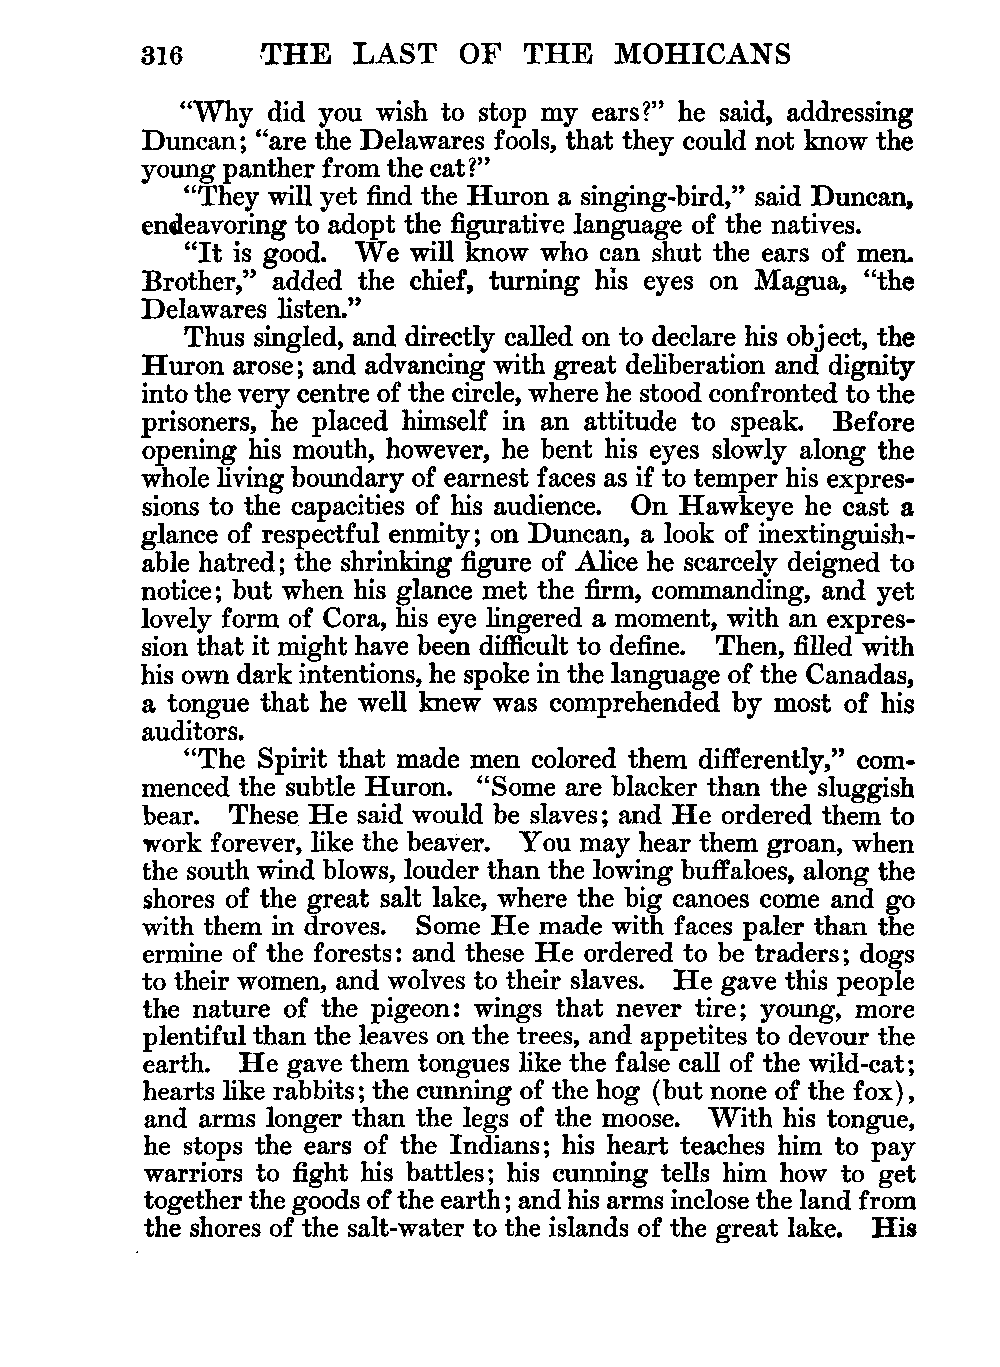 316 THE LAST OF THE MOHICANS
“Why did you wish to stop my ears?” he said, addressing
Duncan; “are the Delawares fools, that they could not know the
young panther from the cat?”
“They will yet find the Huron a singing-bird,” said Duncan,
endeavoring to adopt the figurative language of the natives.
“It is good. We will know who can shut the ears of men.
Brother,” added the chief, turning his eyes on Magua, “the
Delawares listen.”
Thus singled, and directly called on to declare his object, the
Huron arose; and advancing with great deliberation and dignity
into the very centre of the circle, where he stood confronted to the
prisoners, he placed himself in an attitude to speak. Before
opening his mouth, however, he bent his eyes slowly along the
whole living boundary of earnest faces as if to temper his expres-
sions to the capacities of his audience. On Hawkeye he cast a
glance of respectful enmity; on Duncan, a look of inextinguish-
able hatred; the shrinking figure of Alice he scarcely deigned to
notice; but when his glance met the firm, commanding, and yet
lovely form of Cora, his eye lingered a moment, with an expres-
sion that it might have been difficult to define. Then, filled with
his own dark intentions, he spoke in the language of the Canadas,
a tongue that he well knew was comprehended by most of his
auditors.
“The Spirit that made men colored them differently,” com-
menced the subtle Huron. “Some are blacker than the sluggish
bear. These He said would be slaves; and He ordered them to
work forever, like the beaver. You may hear them groan, when
the south wind blows, louder than the lowing buffaloes, along the
shores of the great salt lake, where the big canoes come and go
with them in droves. Some He made with faces paler than the
ermine of the forests: and these He ordered to be traders; dogs
to their women, and wolves to their slaves. He gave this people
the nature of the pigeon: wings that never tire; young, more
plentiful than the leaves on the trees, and appetites to devour the
earth. He gave them tongues like the false call of the wild-cat;
hearts like rabbits; the cunning of the hog (but none of the fox),
and arms longer than the legs of the moose. With his tongue,
he stops the ears of the Indians; his heart teaches him to pay
warriors to fight his battles; his cunning tells him how to get
together the goods of the earth; and his arms inclose the land from
the shores of the salt-water to the islands of the great lake. His